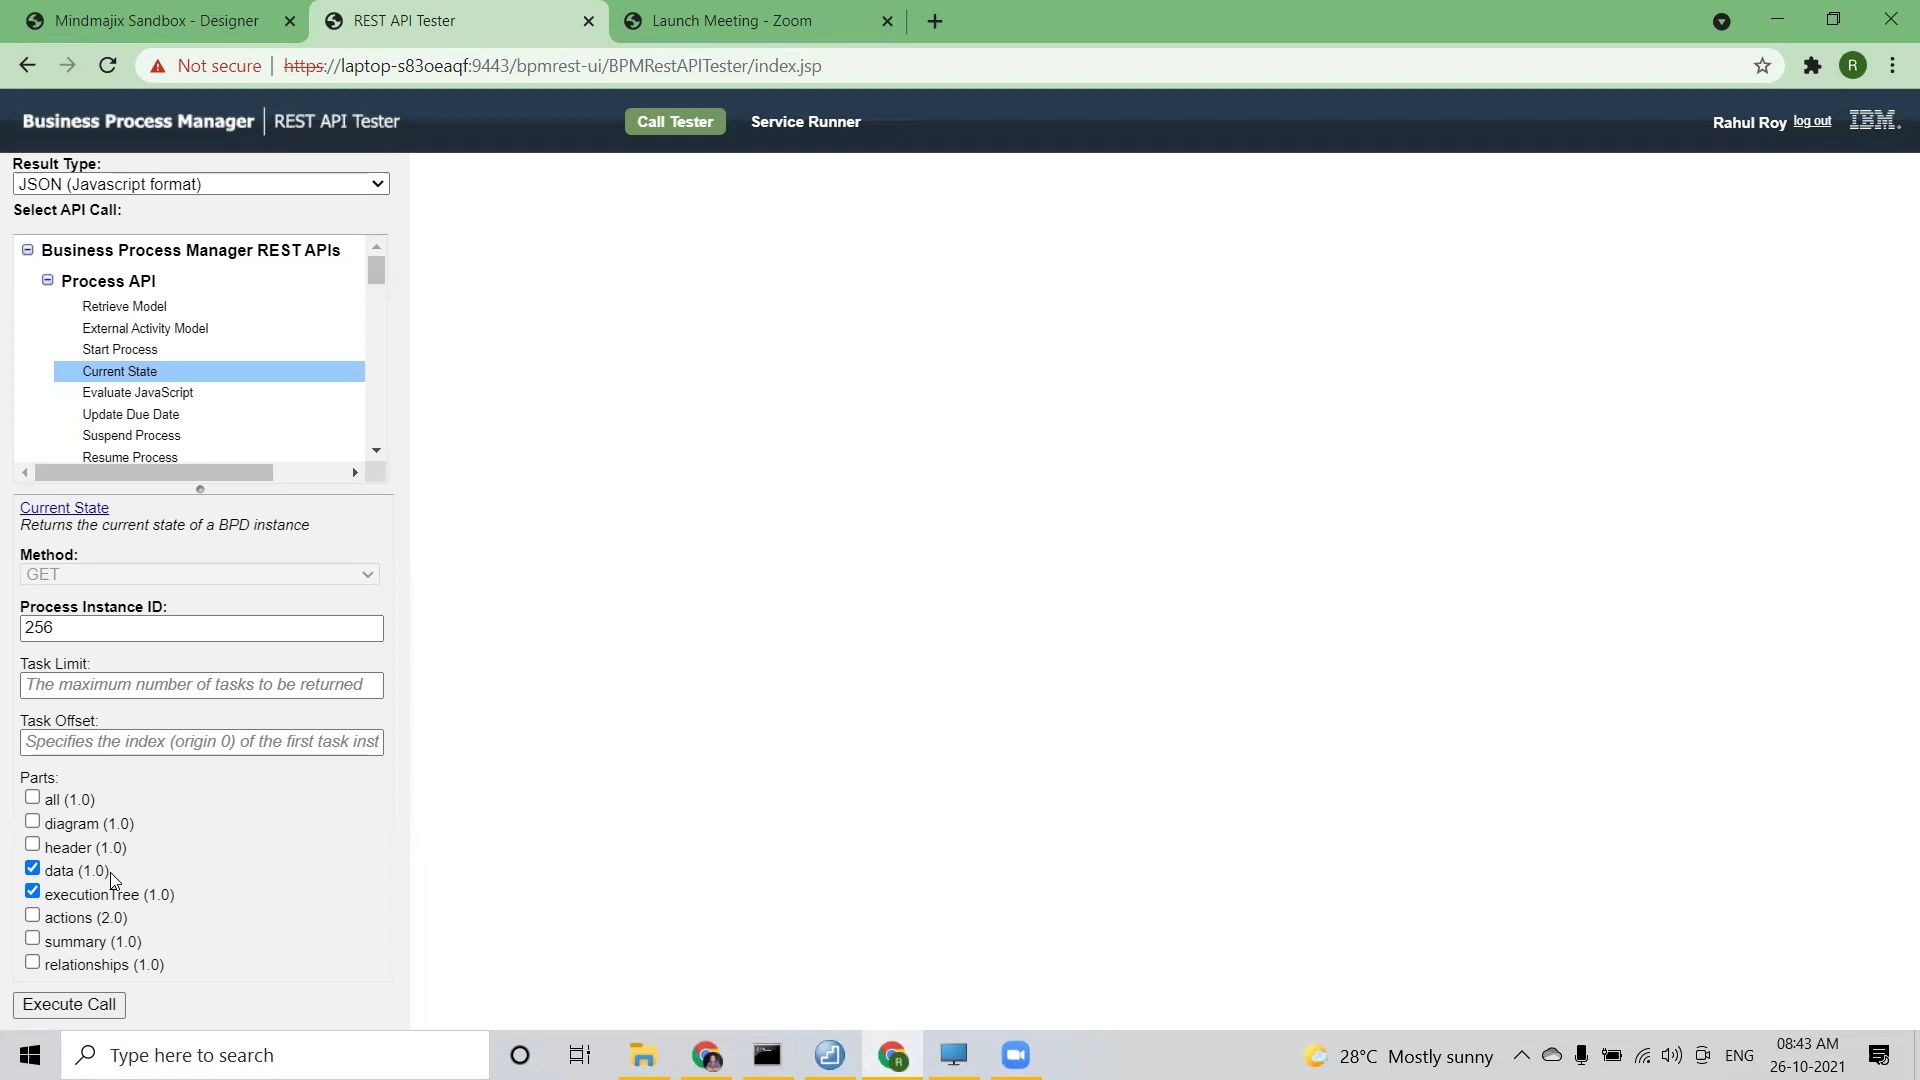 Mindmajix Sandbox - Designer
REST API Tester
Launch Meeting - Zoom
Not secure | https://laptop-s83oeaqf:9443/bpmrest-ui/BPMRestAPITester/index.jsp
R
Business Process Manager | REST API Tester
Call Tester
Service Runner
Rahul Roy log out
IBM
Result Type:
JSON (Javascript format)
Select API Call:
Business Process Manager REST APIs
Process API
Retrieve Model
External Activity Model
Start Process
Current State
Evaluate JavaScript
Update Due Date
Suspend Process
Resume Process
Current State
Returns the current state of a BPD instance
Method:
GET
Process Instance ID:
256
Task Limit:
The maximum number of tasks to be returned
Task Offset:
Specifies the index (origin 0) of the first task inst
Parts:
all (1.0)
diagram (1.0)
header (1.0)
data (1.0)
executionTree (1.0)
actions (2.0)
summary (1.0)
relationships (1.0)
Execute Call
Type here to search
R
28°C Mostly sunny
ENG
08:43 AM
26-10-2021